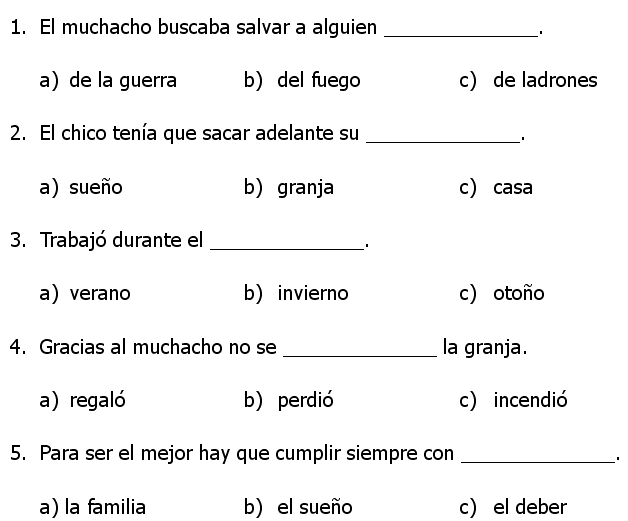 1. El muchacho buscaba salvar a alguien _______________.
a) de la guerra b) del fuego c) de ladrones
2. El chico tenía que sacar adelante su _______________.
a) sueño b) granja c) casa
3. Trabajó durante el _______________.
a) verano b) invierno c) otoño
4. Gracias al muchacho no se _______________ la granja.
a) regaló b) perdió c) incendió
5. Para ser el mejor hay que cumplir siempre con _______________.
a) la familia b) el sueño c) el deber